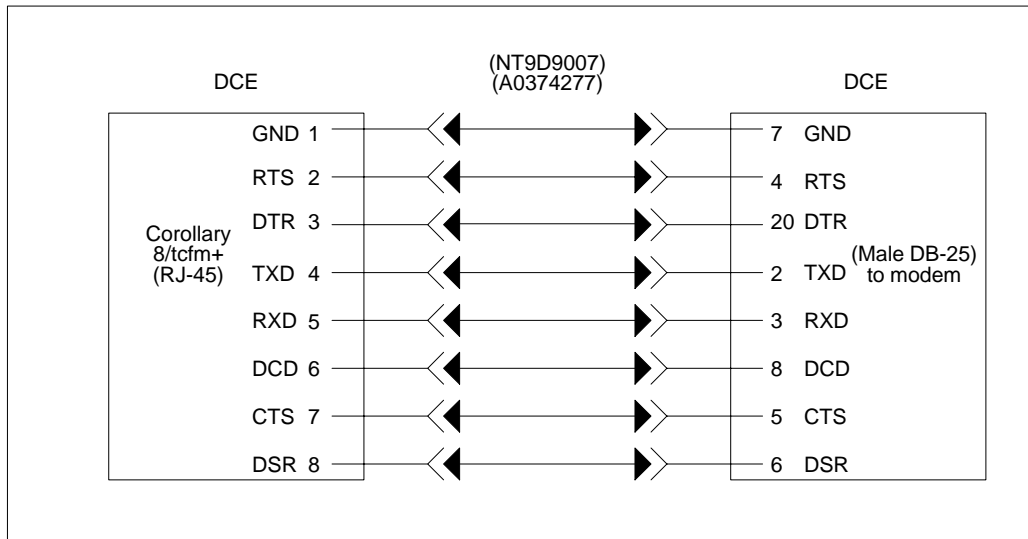 (NT9D9007)
(A0374277)
DCE
DCE
GND 1
7 GND
RTS 2
4 RTS
DTR 3
20 DTR
Corollary
8/tcfm+
(RJ-45)
TXD 4
2 TXD
(Male DB-25)
to modem
RXD 5
3 RXD
DCD 6
8 DCD
CTS 7
5 CTS
DSR 8
6 DSR